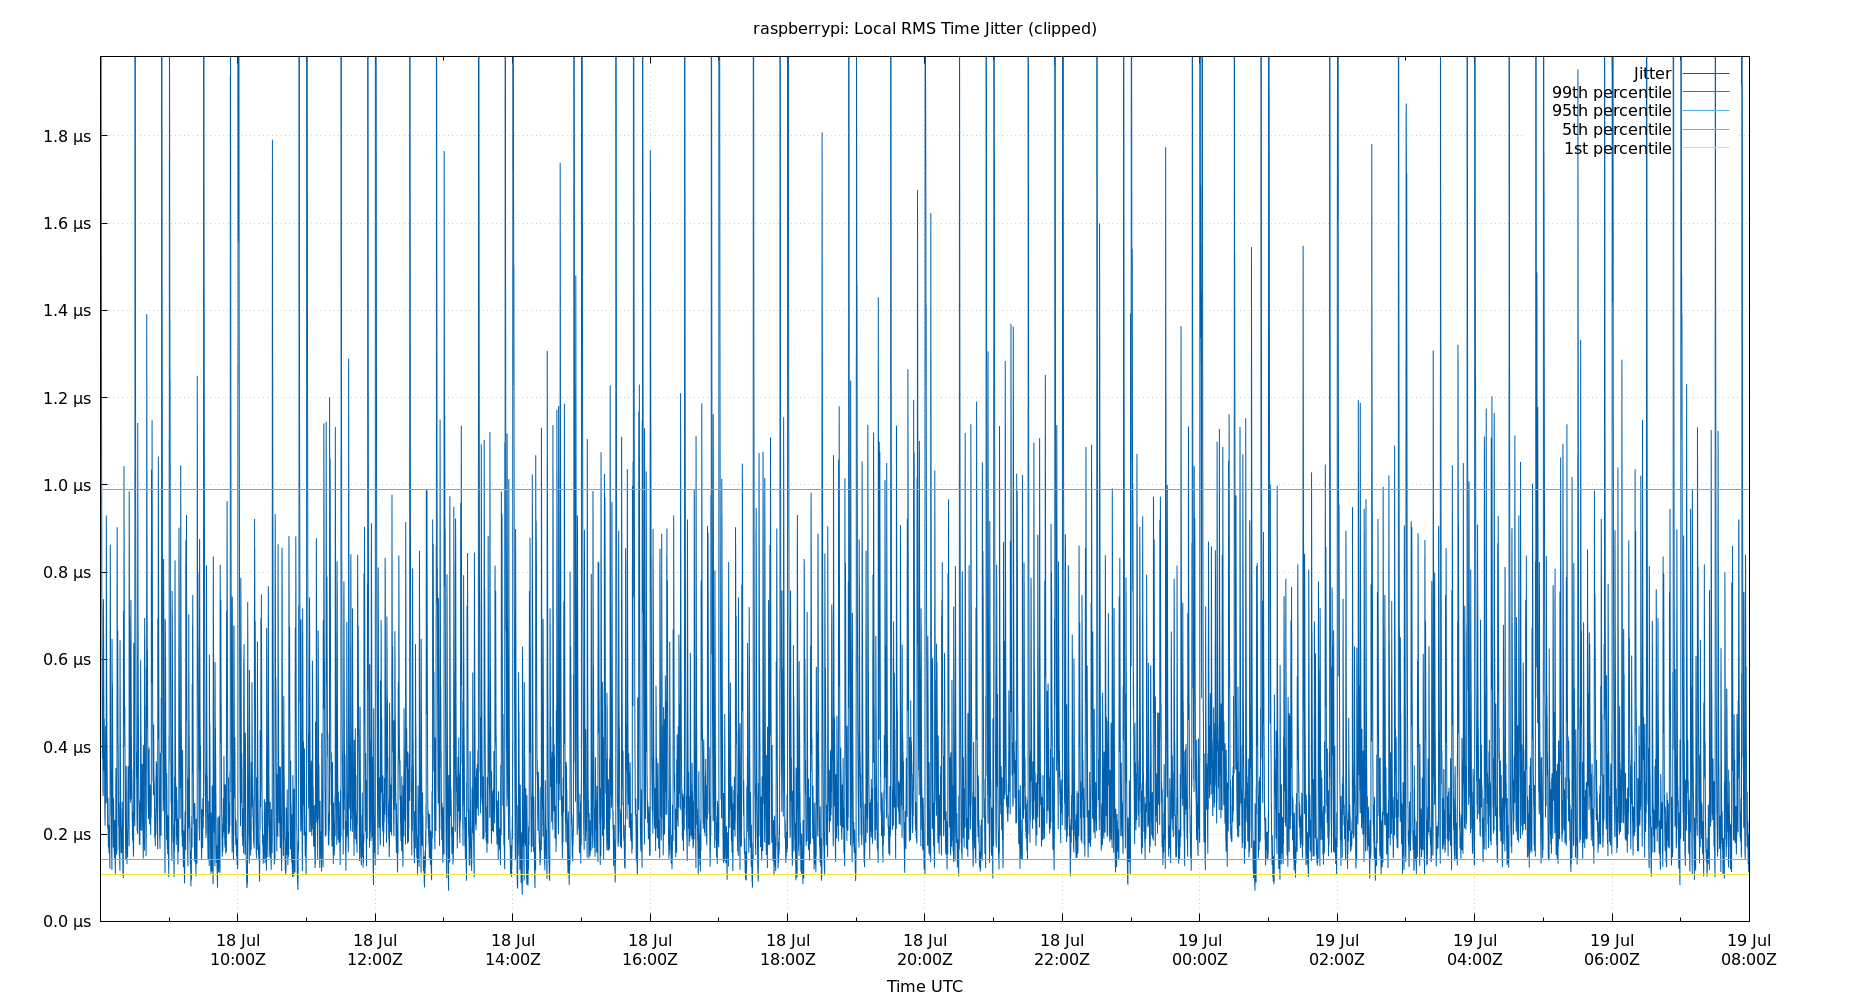 raspberrypi: Local RMS Time Jitter (clipped)
Jitter
99th percentile
95th percentile
5th percentile
1st percentile
1.8 µs
1.6 µs
1.4 µs
1.2 µs
1.0 µs
0.8 µs
0.6 µs
0.4 µs
0.2 µs
0.0 µs
18 Jul 18 Jul 18 Jul 18 Jul 18 Jul 18 Jul 18 Jul 19 Jul 19 Jul 19 Jul 19 Jul 19 Jul
10:00Z 12:00Z 14:00Z 16:00Z 18:00Z 20:00Z 22:00Z 00:00Z 02:00Z 04:00Z 06:00Z 08:00Z
Time UTC